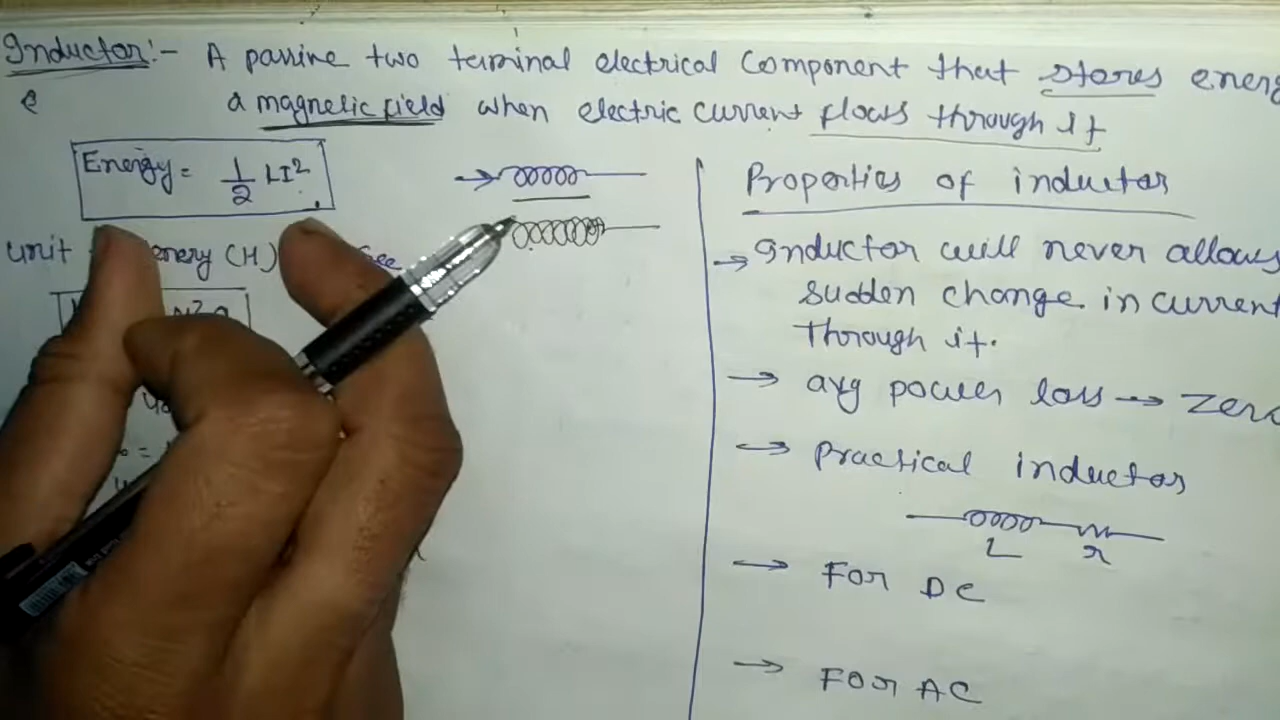 Inductor:- A passive two terminal electrical component that stores energ
a magnetic field when electric current flows through it
Energy = 1/2 LI²
unit enery (H)
Properties of inductor
→ Inductor will never allows
sudden change in current
through it.
→ avg power loss → Zero
→ Practical inductor
L r
→ For DC
→ For AC